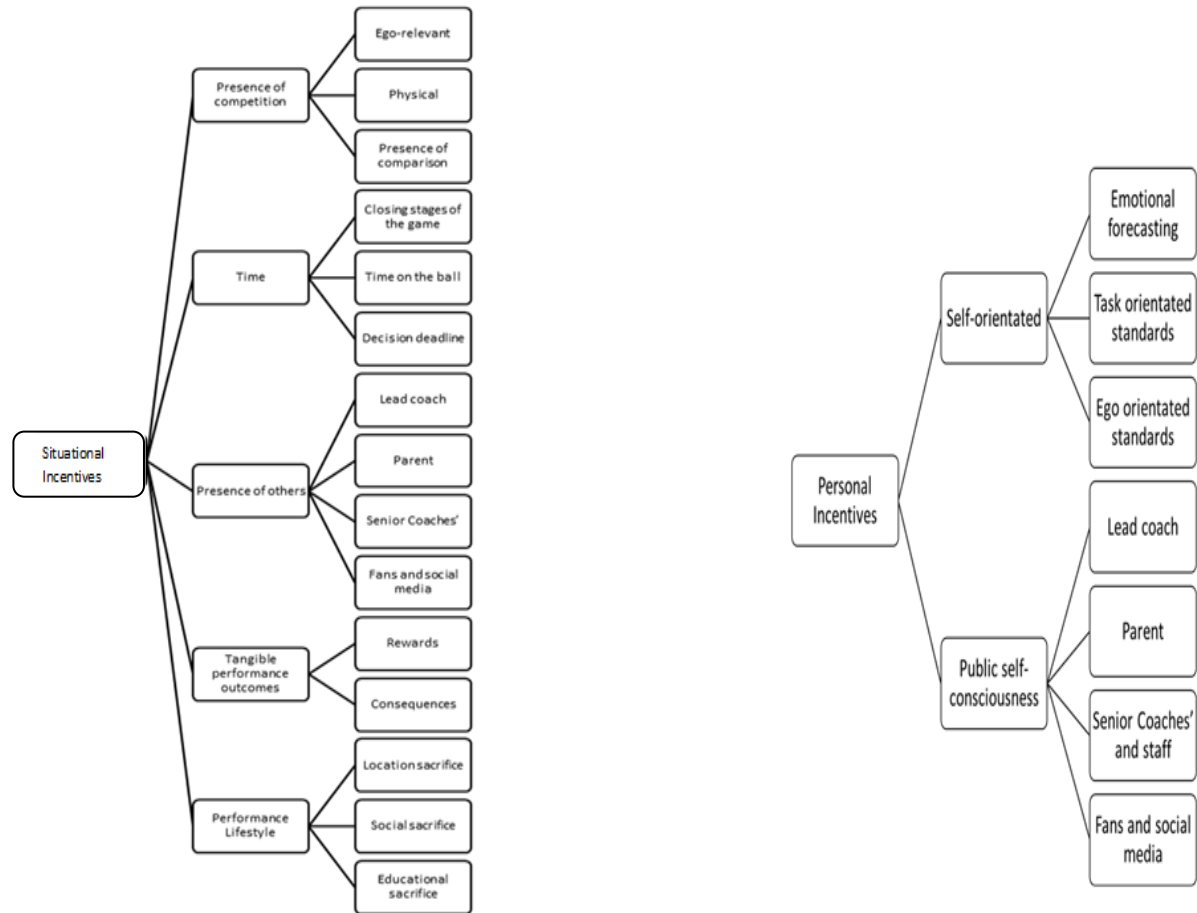 Situational
Incentives
Presence of
competition
Ego-relevant
Physical
Presence of
comparison
Time
Closing stages of
the game
Time on the ball
Decision deadline
Presence of others
Lead coach
Parent
Senior Coaches'
Fans and social
media
Tangible
performance
outcomes
Rewards
Consequences
Performance
Lifestyle
Location sacrifice
Social sacrifice
Educational
sacrifice
Personal
Incentives
Self-orientated
Emotional
forecasting
Task orientated
standards
Ego orientated
standards
Public self-
consciousness
Lead coach
Parent
Senior Coaches'
and staff
Fans and social
media